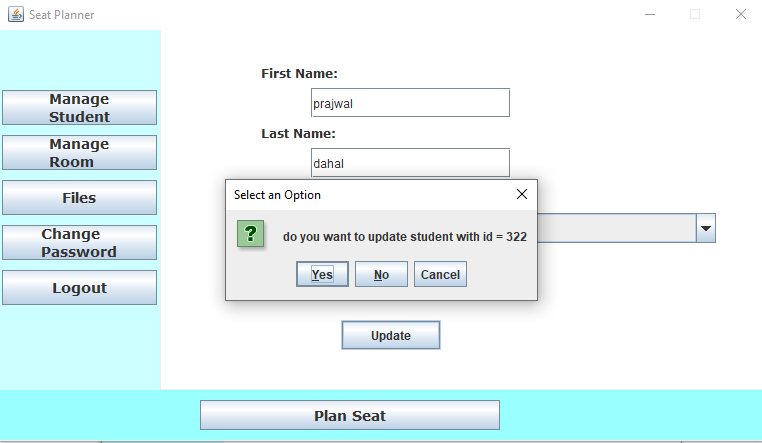 Seat Planner
First Name:
prajwal
Last Name:
dahal
Manage
Student
Manage
Room
Files
Change
Password
Logout
Select an Option
?
do you want to update student with id = 322
Yes
No
Cancel
Update
Plan Seat